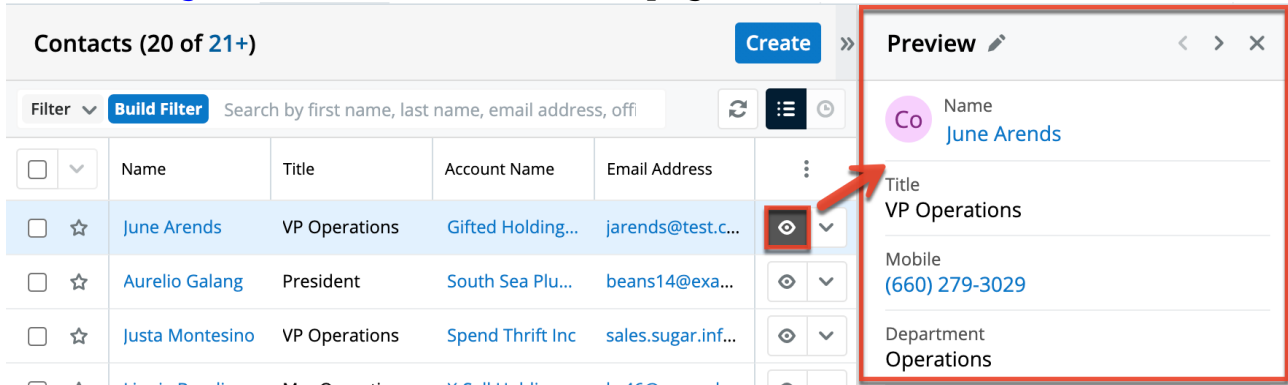 Contacts (20 of 21+)
Create
Filter
Build Filter
Search by first name, last name, email address, offi
Name Title Account Name Email Address
June Arends VP Operations Gifted Holding... jarends@test.c...
Aurelio Galang President South Sea Plu... beans14@exa...
Justa Montesino VP Operations Spend Thrift Inc sales.sugar.inf...
Preview
Co
Name
June Arends
Title
VP Operations
Mobile
(660) 279-3029
Department
Operations